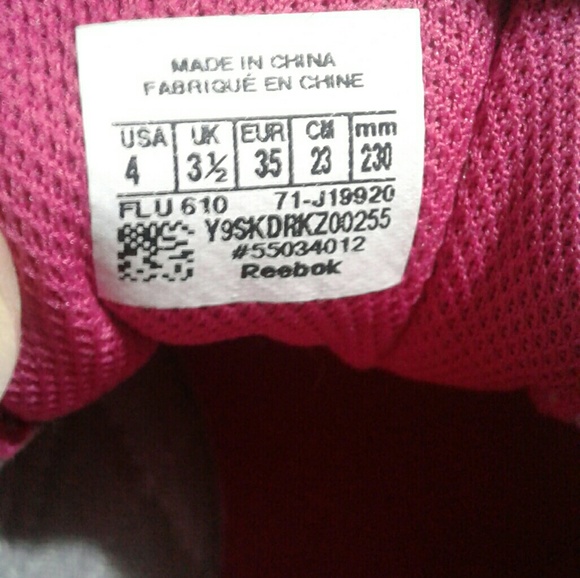 MADE IN CHINA
FABRIQUÉ EN CHINE
USA UK EUR CM mm
4 3½ 35 23 230
FLU 610 71-J19920
Y9SKDRKZ00255
#55034012
Reebok